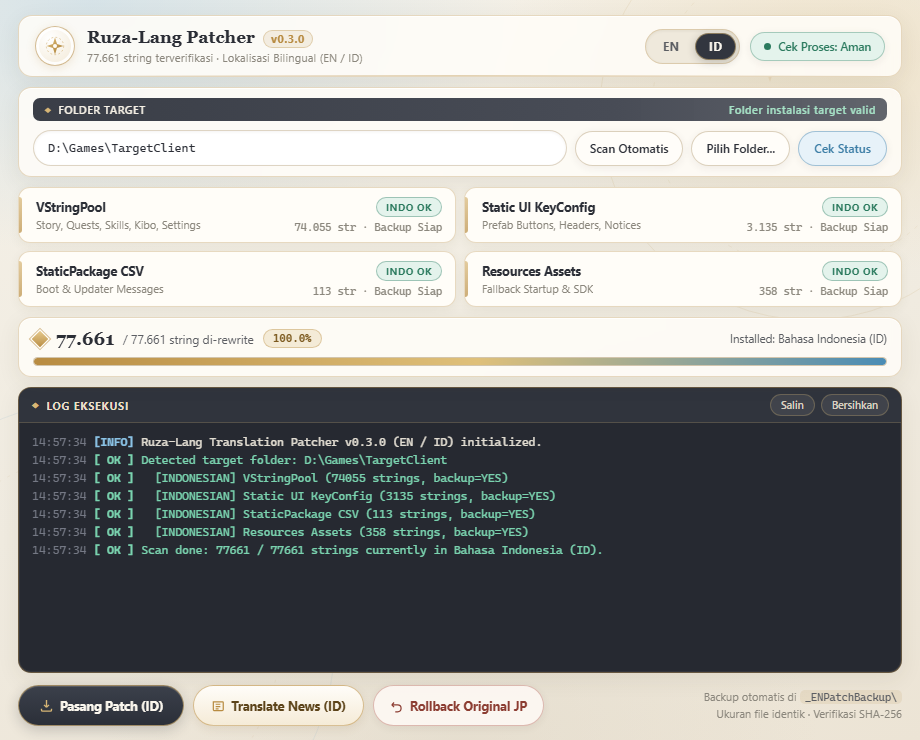 Ruza-Lang Patcher v0.3.0
77.661 string terverifikasi · Lokalisasi Bilingual (EN / ID)
EN ID
Cek Proses: Aman
FOLDER TARGET
Folder instalasi target valid
D:\Games\TargetClient
Scan Otomatis
Pilih Folder...
Cek Status
VStringPool
INDO OK
Story, Quests, Skills, Kibo, Settings
74.055 str · Backup Siap
Static UI KeyConfig
INDO OK
Prefab Buttons, Headers, Notices
3.135 str · Backup Siap
StaticPackage CSV
INDO OK
Boot & Updater Messages
113 str · Backup Siap
Resources Assets
INDO OK
Fallback Startup & SDK
358 str · Backup Siap
77.661 / 77.661 string di-rewrite 100.0%
Installed: Bahasa Indonesia (ID)
LOG EKSEKUSI
Salin
Bersihkan
14:57:34 [INFO] Ruza-Lang Translation Patcher v0.3.0 (EN / ID) initialized.
14:57:34 [ OK ] Detected target folder: D:\Games\TargetClient
14:57:34 [ OK ] [INDONESIAN] VStringPool (74055 strings, backup=YES)
14:57:34 [ OK ] [INDONESIAN] Static UI KeyConfig (3135 strings, backup=YES)
14:57:34 [ OK ] [INDONESIAN] StaticPackage CSV (113 strings, backup=YES)
14:57:34 [ OK ] [INDONESIAN] Resources Assets (358 strings, backup=YES)
14:57:34 [ OK ] Scan done: 77661 / 77661 strings currently in Bahasa Indonesia (ID).
Pasang Patch (ID)
Translate News (ID)
Rollback Original JP
Backup otomatis di _ENPatchBackup\
Ukuran file identik · Verifikasi SHA-256